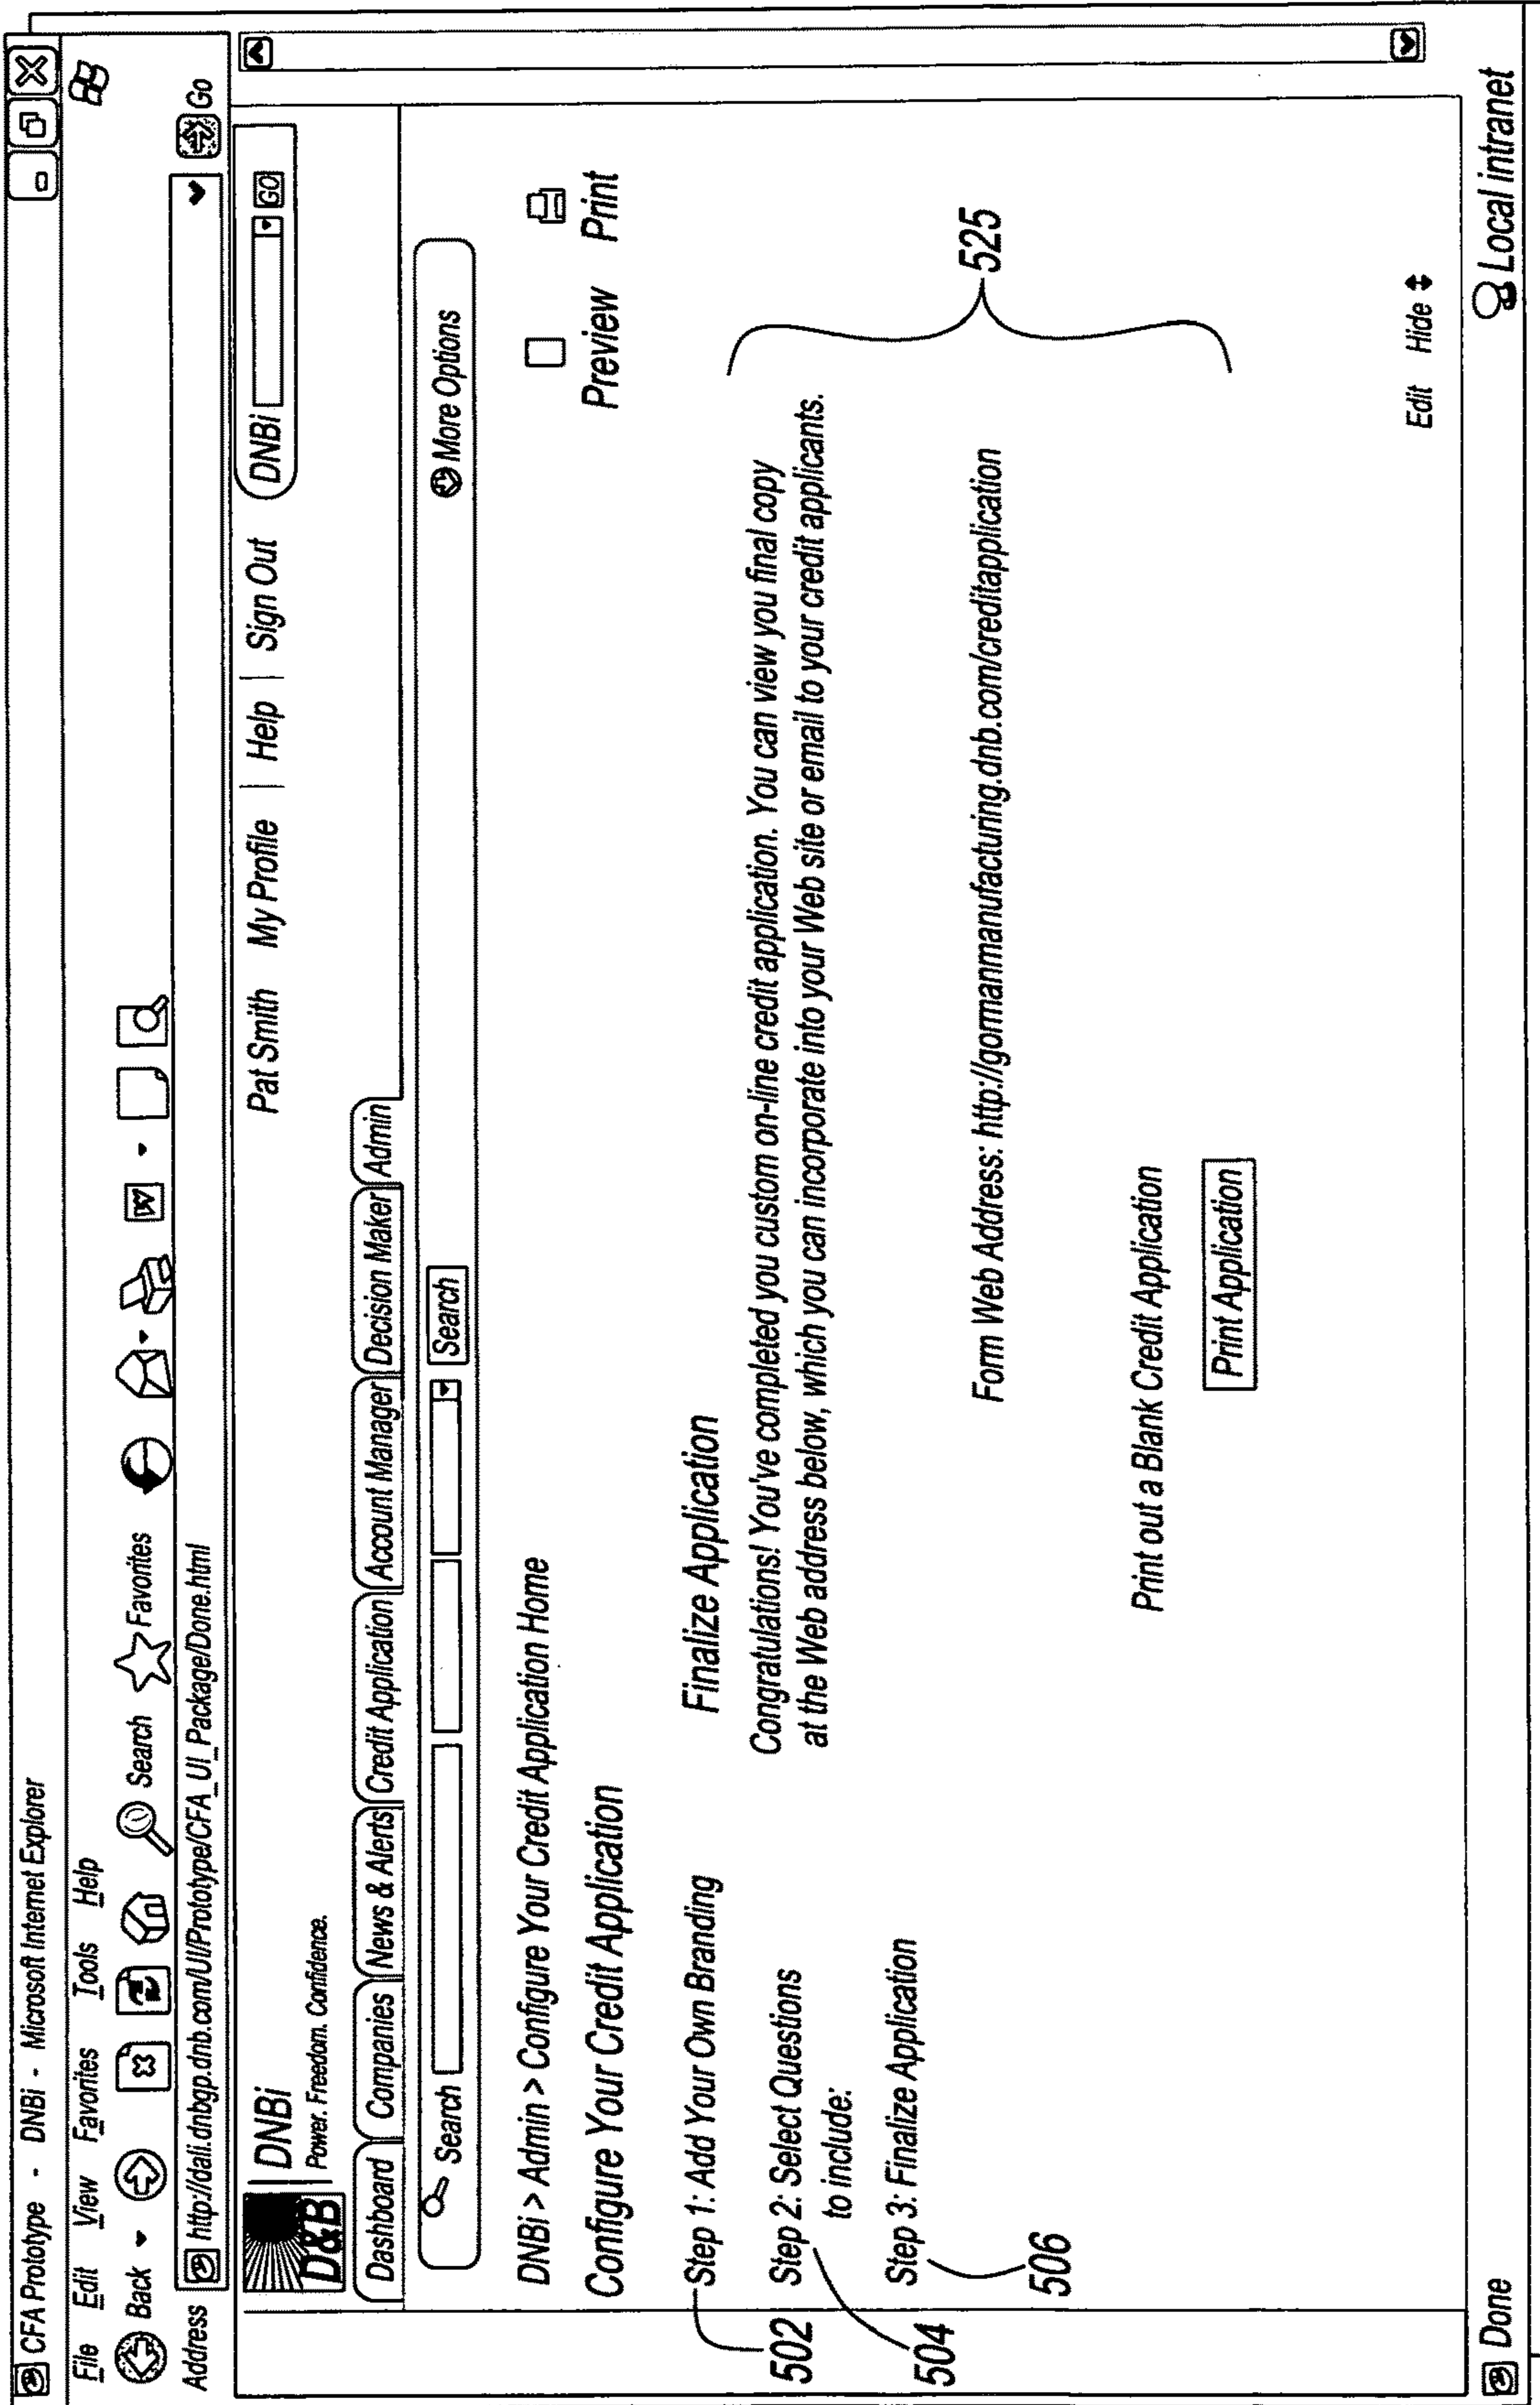 CFA Prototype - DNBi - Microsoft Internet Explorer
File Edit View Favorites Tools Help
Back Search Favorites W
Address http://dali.dnbgp.dnb.com/UI/Prototype/CFA_UI_Package/Done.html Go
D&B DNBi Pat Smith My Profile | Help | Sign Out DNBi GO
Power. Freedom. Confidence.
Dashboard Companies News & Alerts Credit Application Account Manager Decision Maker Admin
Search Search More Options
DNBi > Admin > Configure Your Credit Application Home
Configure Your Credit Application
Preview Print
Step 1: Add Your Own Branding
502
Step 2: Select Questions
to include:
504
Step 3: Finalize Application
506
Finalize Application
Congratulations! You've completed you custom on-line credit application. You can view you final copy
at the Web address below, which you can incorporate into your Web site or email to your credit applicants.
Form Web Address: http://gormanmanufacturing.dnb.com/creditapplication
525
Print out a Blank Credit Application
Print Application
Edit Hide
Done Local intranet